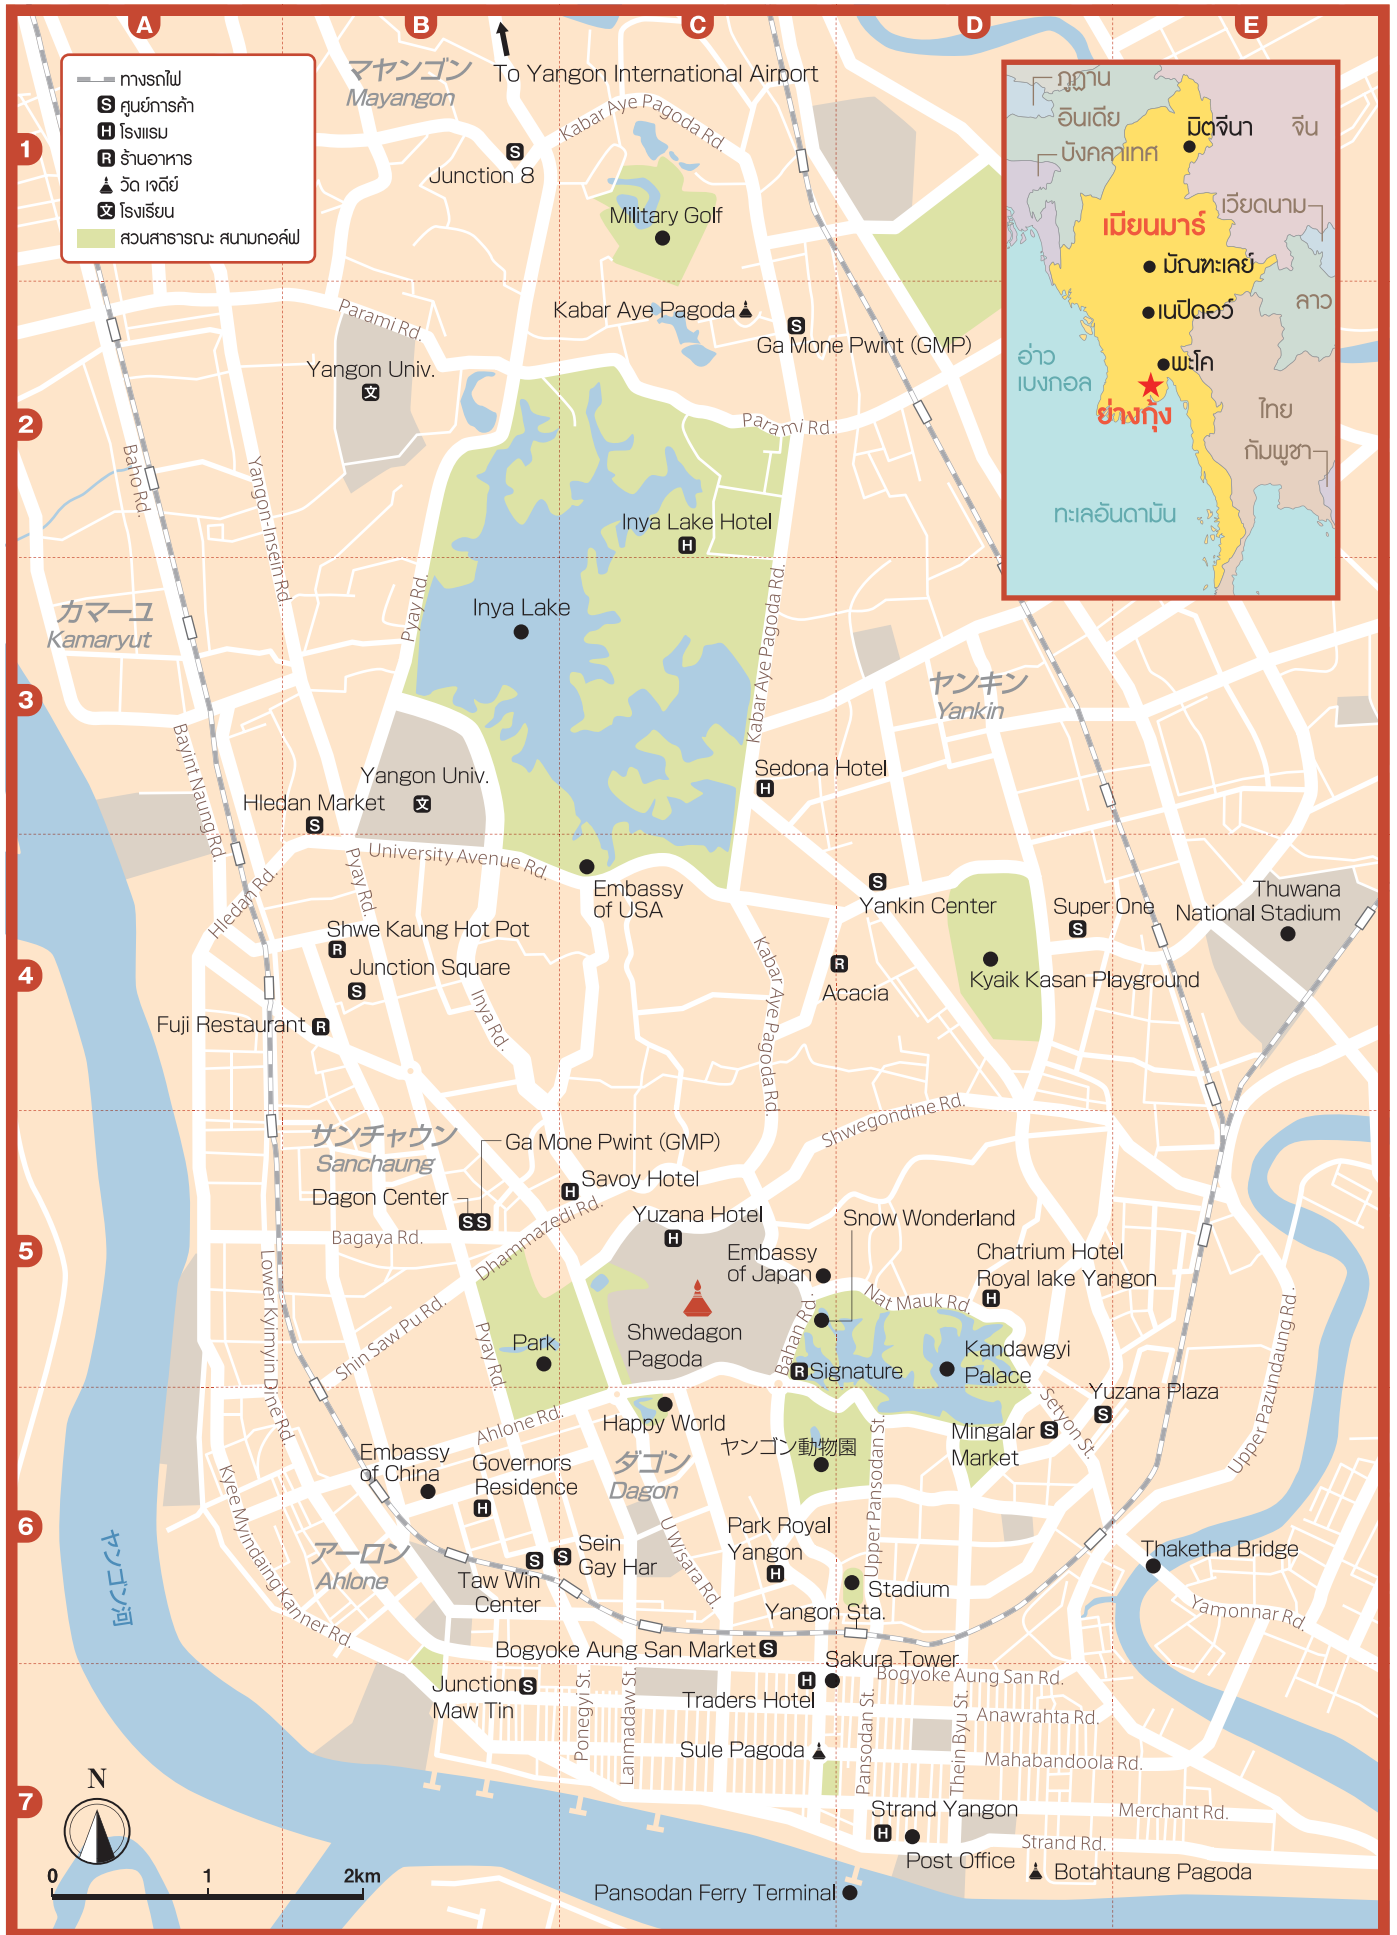 A
B
C
D
E
1
2
3
4
5
6
7
ทางรถไฟ
S ศูนย์การค้า
H โรงแรม
R ร้านอาหาร
วัด เจดีย์
文 โรงเรียน
สวนสาธารณะ สนามกอล์ฟ
マヤンゴン
Mayangon
To Yangon International Airport
Kabar Aye Pagoda Rd.
S
Junction 8
Military Golf
Kabar Aye Pagoda
S
Ga Mone Pwint (GMP)
ภูฏาน
อินเดีย
บังคลาเทศ
มิตจีนา
จีน
เวียดนาม
เมียนมาร์
มัณฑะเลย์
เนปิดอว์
ลาว
พะโค
อ่าว
เบงกอล
ย่างกุ้ง
ไทย
กัมพูชา
ทะเลอันดามัน
Parami Rd.
Yangon Univ.
文
Parami Rd.
Baho Rd.
Yangon-Insein Rd.
Inya Lake Hotel
H
Pyay Rd.
Inya Lake
Kabar Aye Pagoda Rd.
カマーユ
Kamaryut
ヤンキン
Yankin
Bayint Naung Rd.
Yangon Univ.
文
Hledan Market
S
Sedona Hotel
H
University Avenue Rd.
Pyay Rd.
Hledan Rd.
Embassy
of USA
S
Yankin Center
Super One
S
Thuwana
National Stadium
Shwe Kaung Hot Pot
R
Junction Square
S
Fuji Restaurant R
Inya Rd.
Kabar Aye Pagoda Rd.
R
Acacia
Kyaik Kasan Playground
Shwegondine Rd.
サンチャウン
Sanchaung
Ga Mone Pwint (GMP)
Dagon Center
S S
H Savoy Hotel
Bagaya Rd.
Dhammazedi Rd.
Yuzana Hotel
H
Snow Wonderland
Embassy
of Japan
Chatrium Hotel
Royal lake Yangon
H
Nat Mauk Rd.
Lower Kyimyin Dine Rd.
Shin Saw Pu Rd.
Pyay Rd.
Park
Shwedagon
Pagoda
Bahan Rd.
R Signature
Kandawgyi
Palace
Upper Pazundaung Rd.
Yuzana Plaza
S
Setyon St.
Mingalar
Market
S
Ahlone Rd.
Happy World
ヤンゴン動物園
Upper Pansodan St.
Embassy
of China
Governors
Residence
H
ダゴン
Dagon
Kyee Myindaing Kanner Rd.
U Wisara Rd.
Park Royal
Yangon
H
ヤンゴン河
アーロン
Ahlone
S
Taw Win
Center
S
Sein
Gay Har
Stadium
Thaketha Bridge
Yamonnar Rd.
Yangon Sta.
Bogyoke Aung San Market S
Sakura Tower
Bogyoke Aung San Rd.
Junction
Maw Tin
S
Ponegyi St.
Lanmadaw St.
H
Traders Hotel
Pansodan St.
Thein Byu St.
Anawrahta Rd.
Sule Pagoda
Mahabandoola Rd.
Strand Yangon
H
Merchant Rd.
Post Office
Strand Rd.
Botahtaung Pagoda
Pansodan Ferry Terminal
N
0 1 2km